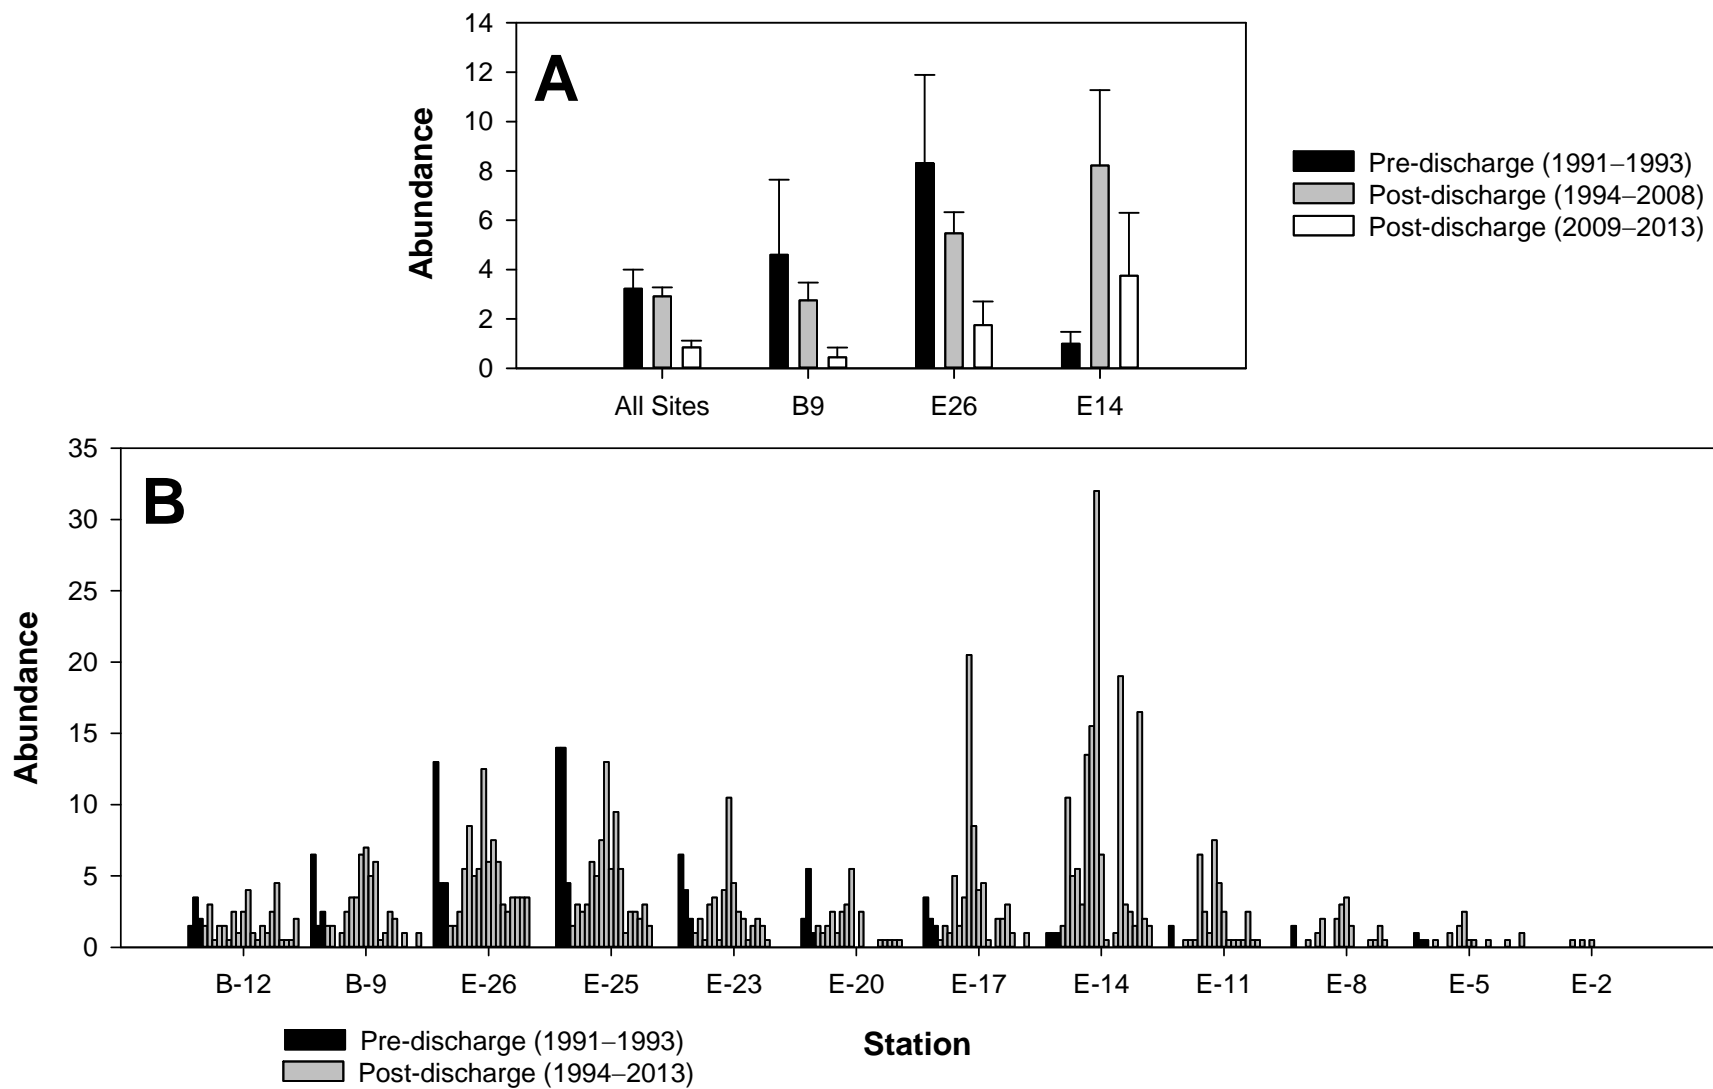 14
12
10
8
6
4
2
0
A
Abundance
All Sites B9 E26 E14
Pre-discharge (1991–1993)
Post-discharge (1994–2008)
Post-discharge (2009–2013)
35
30
25
20
15
10
5
0
B
Abundance
B-12 B-9 E-26 E-25 E-23 E-20 E-17 E-14 E-11 E-8 E-5 E-2
Station
Pre-discharge (1991–1993)
Post-discharge (1994–2013)